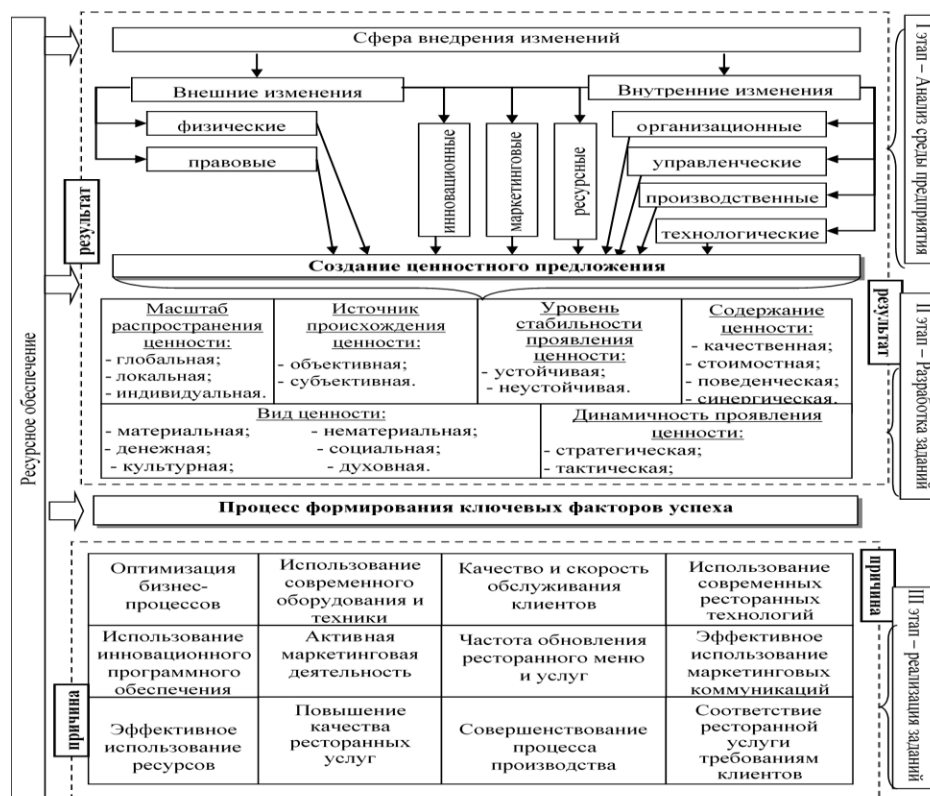 Сфера внедрения изменений
Внешние изменения
Внутренние изменения
физические
правовые
инновационные
маркетинговые
ресурсные
организационные
управленческие
производственные
технологические
результат
Создание ценностного предложения
Масштаб
распространения
ценности:
- глобальная;
- локальная;
- индивидуальная.
Источник
происхождения
ценности:
- объективная;
- субъективная.
Уровень
стабильности
проявления
ценности:
- устойчивая;
- неустойчивая.
Содержание
ценности:
- качественная;
- стоимостная;
- поведенческая;
- синергическая.
Вид ценности:
- материальная;
- денежная;
- культурная;
- нематериальная;
- социальная;
- духовная.
Динамичность проявления
ценности:
- стратегическая;
- тактическая;
результат
Процесс формирования ключевых факторов успеха
Оптимизация
бизнес-
процессов
Использование
современного
оборудования и
техники
Качество и скорость
обслуживания
клиентов
Использование
современных
ресторанных
технологий
Использование
инновационного
программного
обеспечения
Активная
маркетинговая
деятельность
Частота обновления
ресторанного меню
и услуг
Эффективное
использование
маркетинговых
коммуникаций
Эффективное
использование
ресурсов
Повышение
качества
ресторанных
услуг
Совершенствование
процесса
производства
Соответствие
ресторанной
услуги
требованиям
клиентов
причина
причина
Ресурсное обеспечение
I этап – Анализ среды предприятия
II этап – Разработка заданий
III этап – реализация заданий